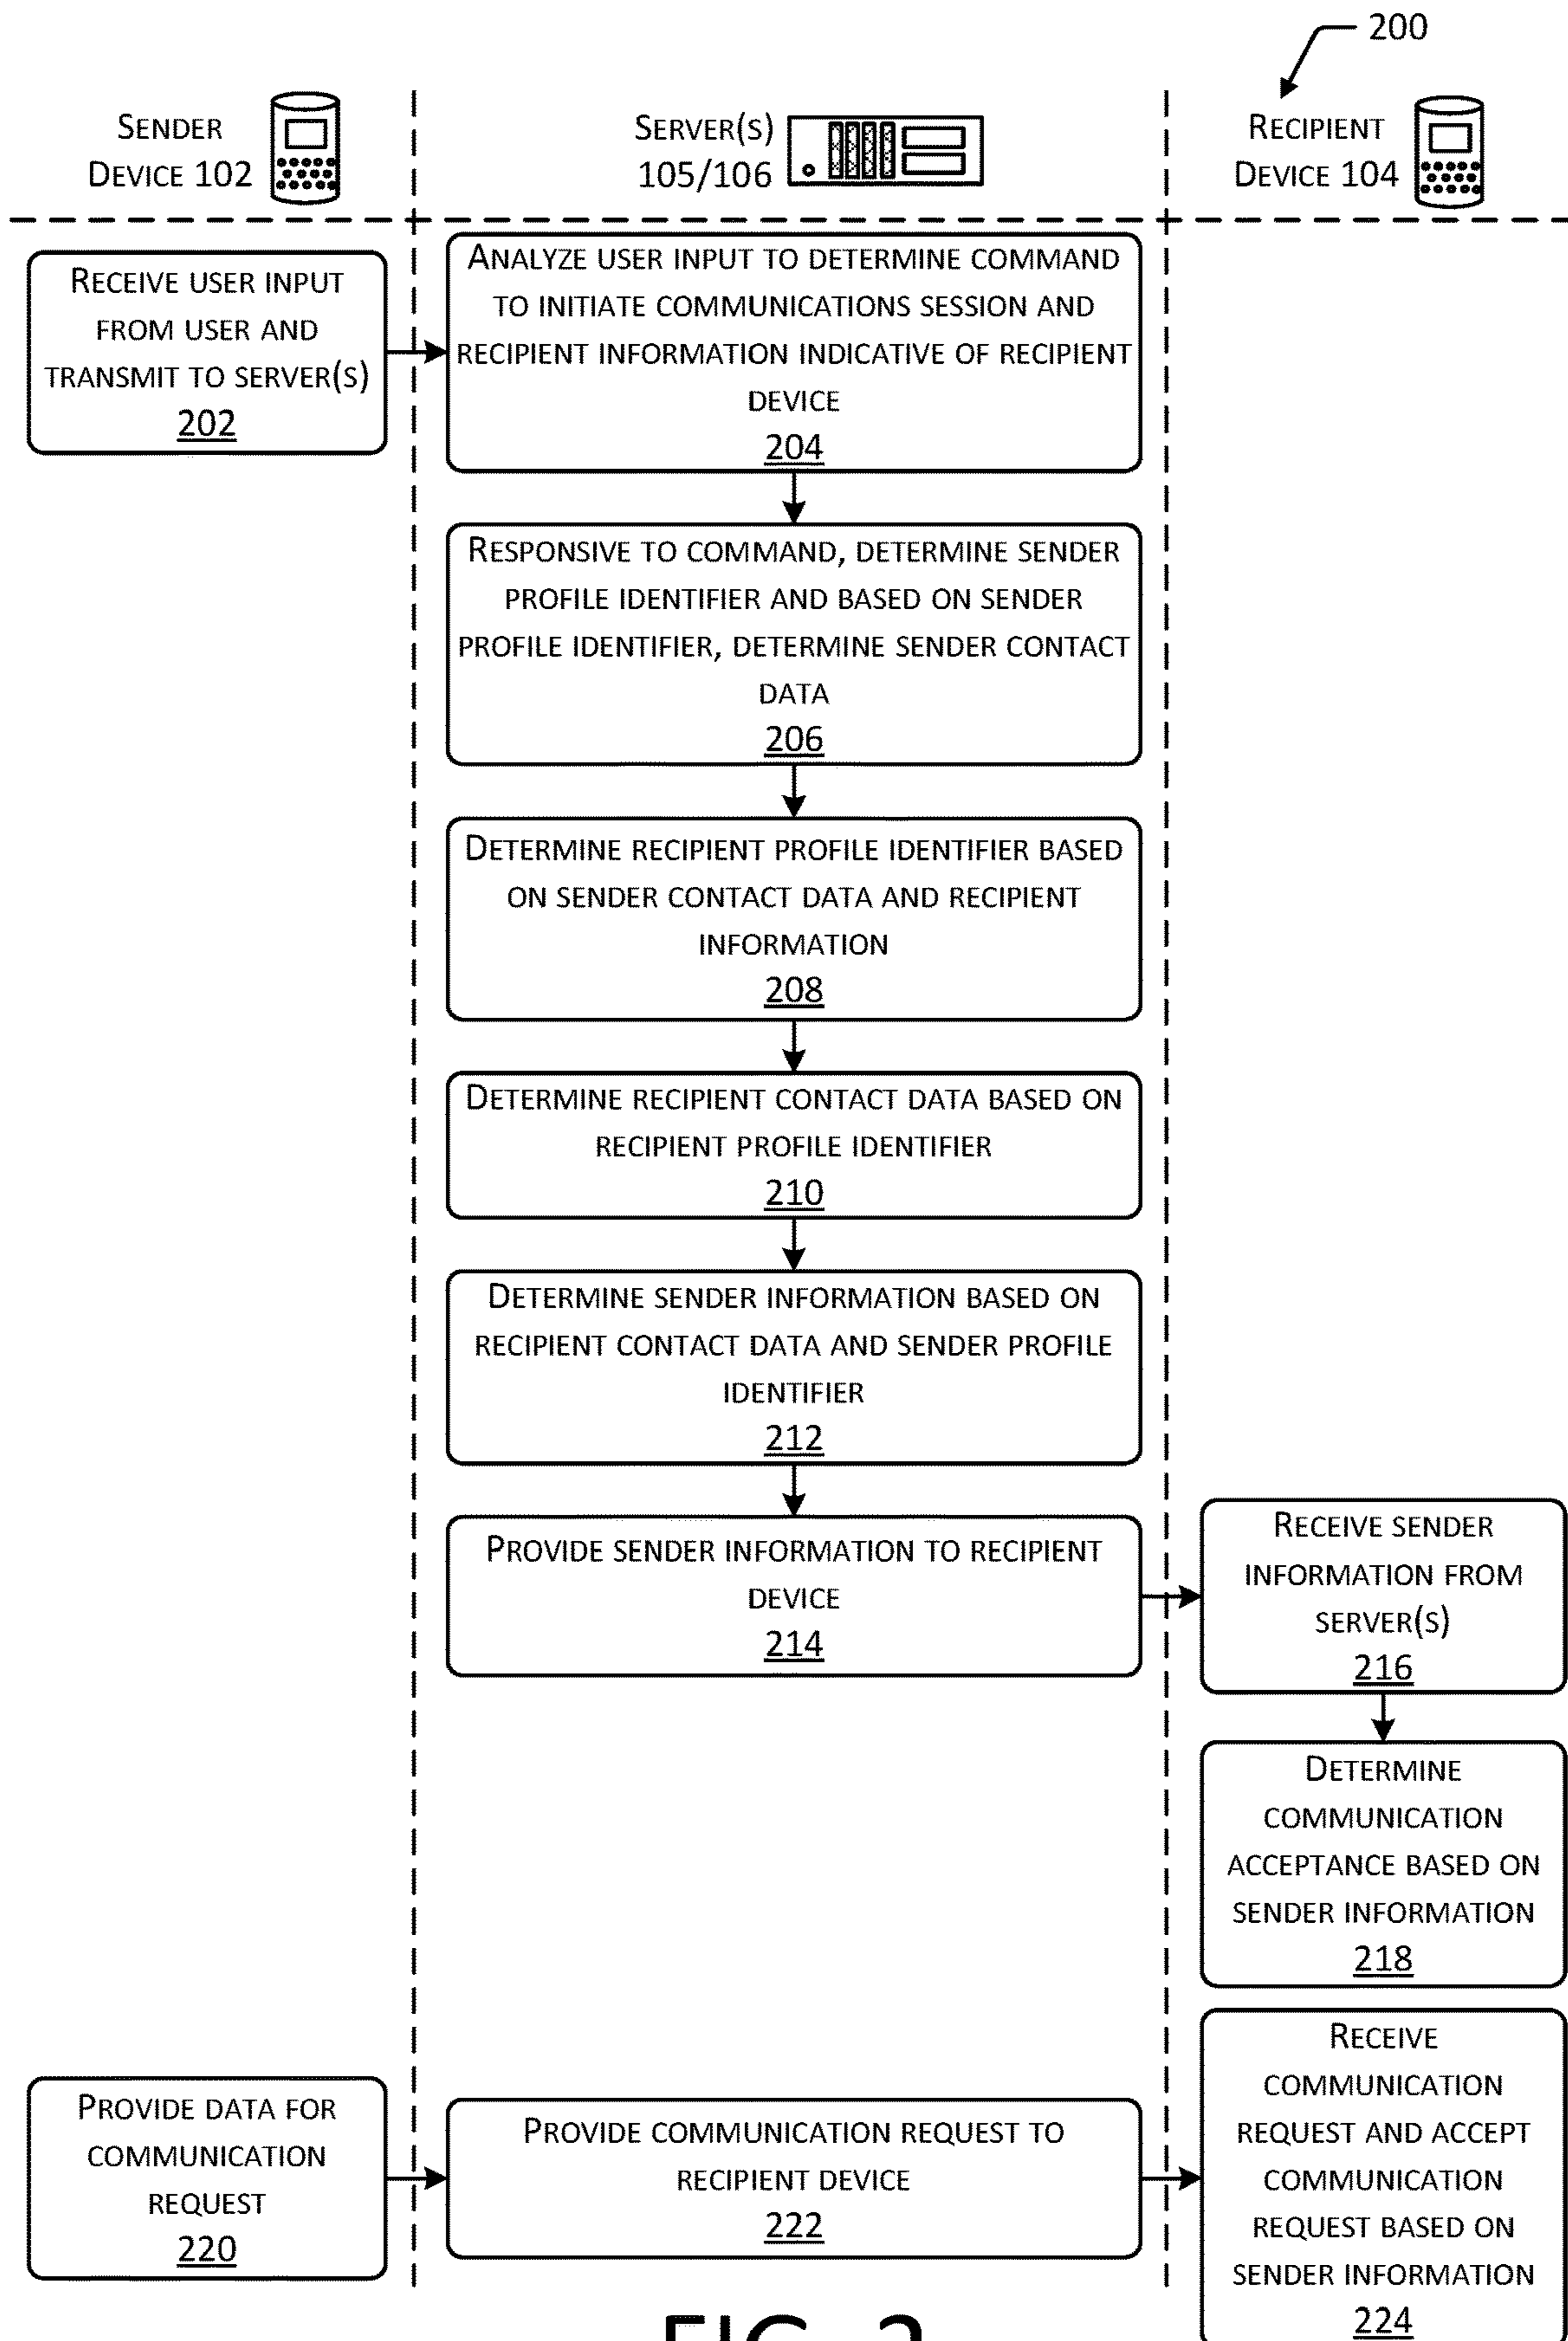 200
SENDER
DEVICE 102
SERVER(S)
105/106
RECIPIENT
DEVICE 104
RECEIVE USER INPUT
FROM USER AND
TRANSMIT TO SERVER(S)
202
ANALYZE USER INPUT TO DETERMINE COMMAND
TO INITIATE COMMUNICATIONS SESSION AND
RECIPIENT INFORMATION INDICATIVE OF RECIPIENT
DEVICE
204
RESPONSIVE TO COMMAND, DETERMINE SENDER
PROFILE IDENTIFIER AND BASED ON SENDER
PROFILE IDENTIFIER, DETERMINE SENDER CONTACT
DATA
206
DETERMINE RECIPIENT PROFILE IDENTIFIER BASED
ON SENDER CONTACT DATA AND RECIPIENT
INFORMATION
208
DETERMINE RECIPIENT CONTACT DATA BASED ON
RECIPIENT PROFILE IDENTIFIER
210
DETERMINE SENDER INFORMATION BASED ON
RECIPIENT CONTACT DATA AND SENDER PROFILE
IDENTIFIER
212
PROVIDE SENDER INFORMATION TO RECIPIENT
DEVICE
214
RECEIVE SENDER
INFORMATION FROM
SERVER(S)
216
DETERMINE
COMMUNICATION
ACCEPTANCE BASED ON
SENDER INFORMATION
218
PROVIDE DATA FOR
COMMUNICATION
REQUEST
220
PROVIDE COMMUNICATION REQUEST TO
RECIPIENT DEVICE
222
RECEIVE
COMMUNICATION
REQUEST AND ACCEPT
COMMUNICATION
REQUEST BASED ON
SENDER INFORMATION
224